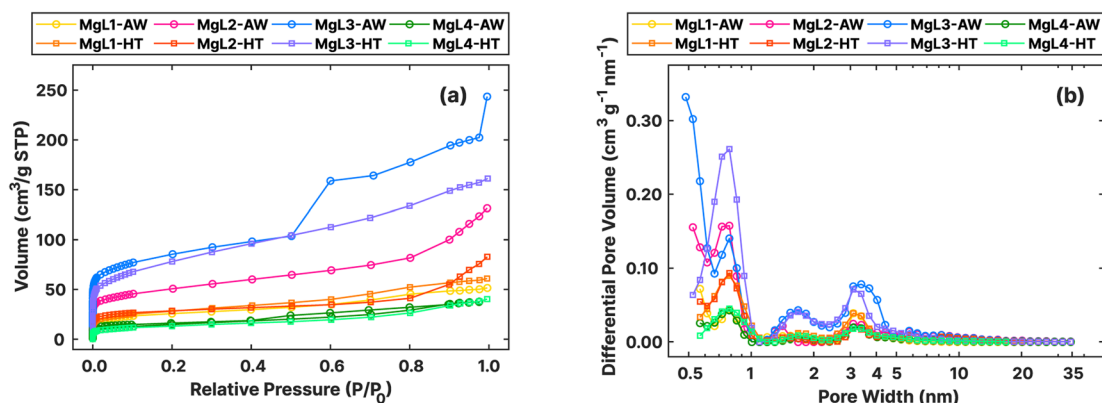 MgL1-AW MgL2-AW MgL3-AW MgL4-AW
MgL1-HT MgL2-HT MgL3-HT MgL4-HT
(a)
Volume (cm³/g STP)
250
200
150
100
50
0
0.0 0.2 0.4 0.6 0.8 1.0
Relative Pressure (P/P₀)
MgL1-AW MgL2-AW MgL3-AW MgL4-AW
MgL1-HT MgL2-HT MgL3-HT MgL4-HT
(b)
Differential Pore Volume (cm³ g⁻¹ nm⁻¹)
0.30
0.20
0.10
0.00
0.5 1 2 3 4 5 10 20 35
Pore Width (nm)